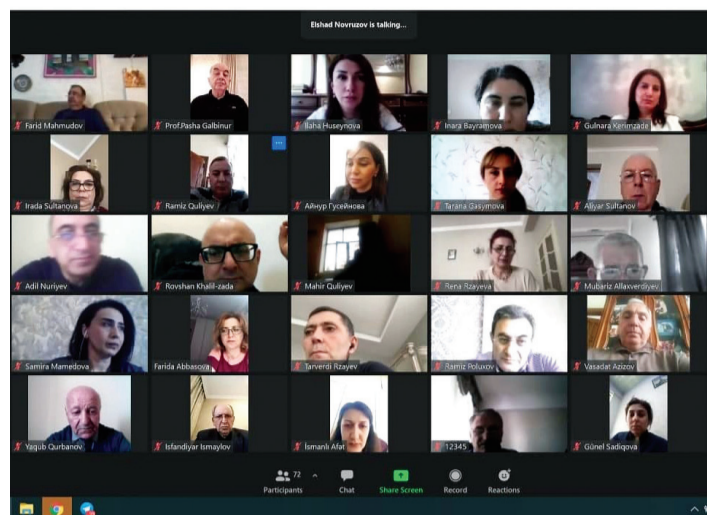 Elshad Novruzov is talking...
Farid Mahmudov
Prof.Pasha Galbinur
Ilaha Huseynova
Inara Bayramova
Gulnara Kerimzade
Irada Sultanova
Ramiz Quliyev
Айнур Гусейнова
Tarana Gasymova
Aliyar Sultanov
Adil Nuriyev
Rovshan Khalil-zada
Mahir Quliyev
Rena Rzayeva
Mubariz Allaxverdiyev
Samira Mamedova
Farida Abbasova
Tarverdi Rzayev
Ramiz Poluxov
Vasadat Azizov
Yagub Qurbanov
Isfandiyar Ismaylov
İsmanlı Afət
12345
Günel Sadiqova
72
Participants
Chat
Share Screen
Record
Reactions